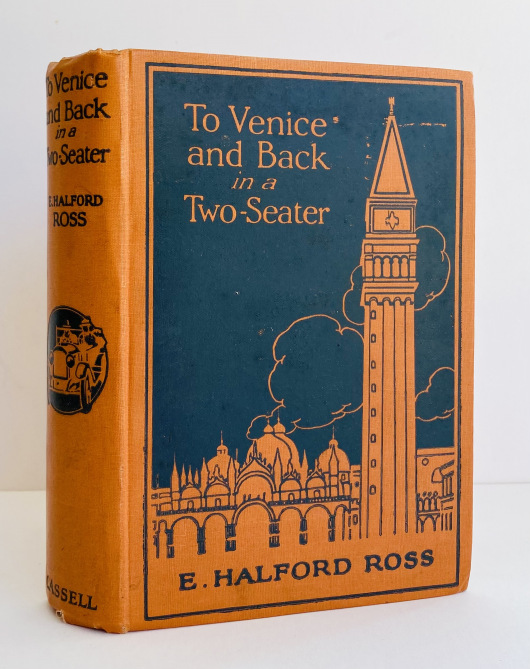 To Venice
and Back
in a
Two-Seater
E. HALFORD
ROSS
CASSELL
To Venice
and Back
in a
Two-Seater
E. HALFORD ROSS